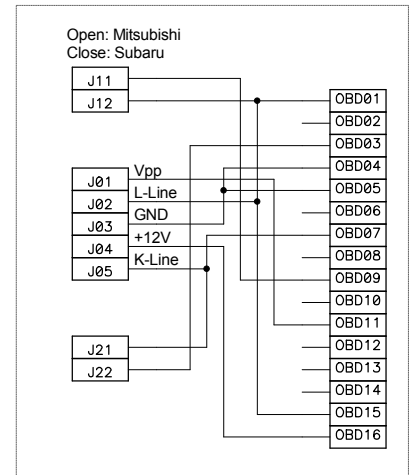 Open: Mitsubishi
Close: Subaru
J11
J12
J01
J02
J03
J04
J05
Vpp
L-Line
GND
+12V
K-Line
J21
J22
OBD01
OBD02
OBD03
OBD04
OBD05
OBD06
OBD07
OBD08
OBD09
OBD10
OBD11
OBD12
OBD13
OBD14
OBD15
OBD16